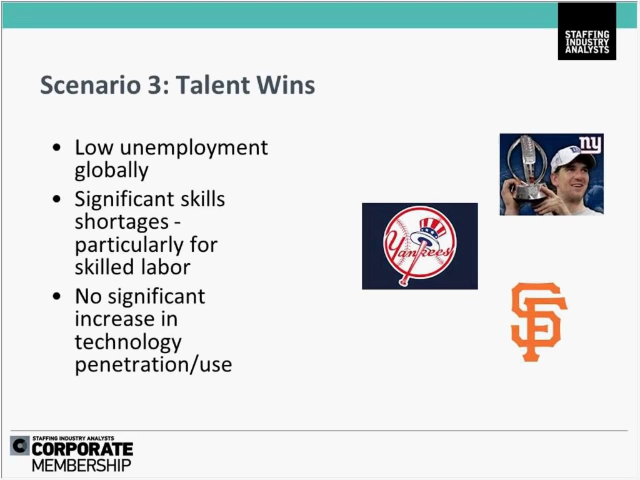 STAFFING
INDUSTRY
ANALYSTS
Scenario 3: Talent Wins
• Low unemployment
globally
• Significant skills
shortages -
particularly for
skilled labor
• No significant
increase in
technology
penetration/use
ny
Yankees
SF
STAFFING INDUSTRY ANALYSTS
C CORPORATE
MEMBERSHIP